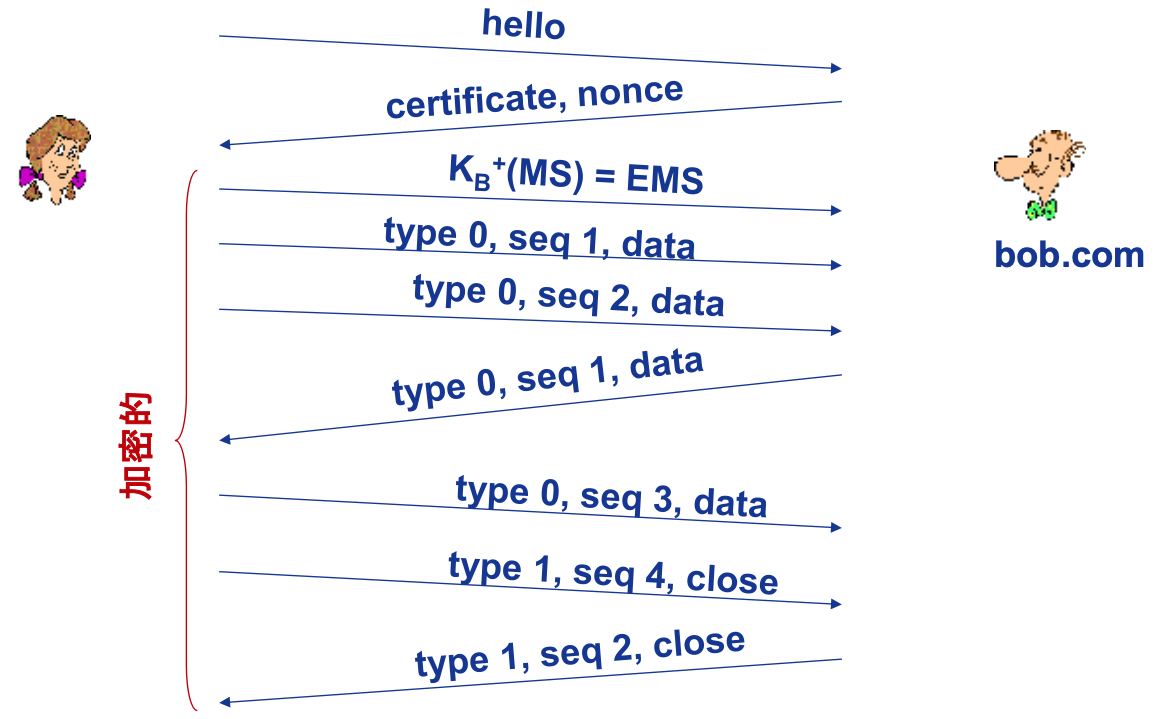 hello
certificate, nonce
K_B^+(MS) = EMS
type 0, seq 1, data
bob.com
type 0, seq 2, data
type 0, seq 1, data
加密的
type 0, seq 3, data
type 1, seq 4, close
type 1, seq 2, close